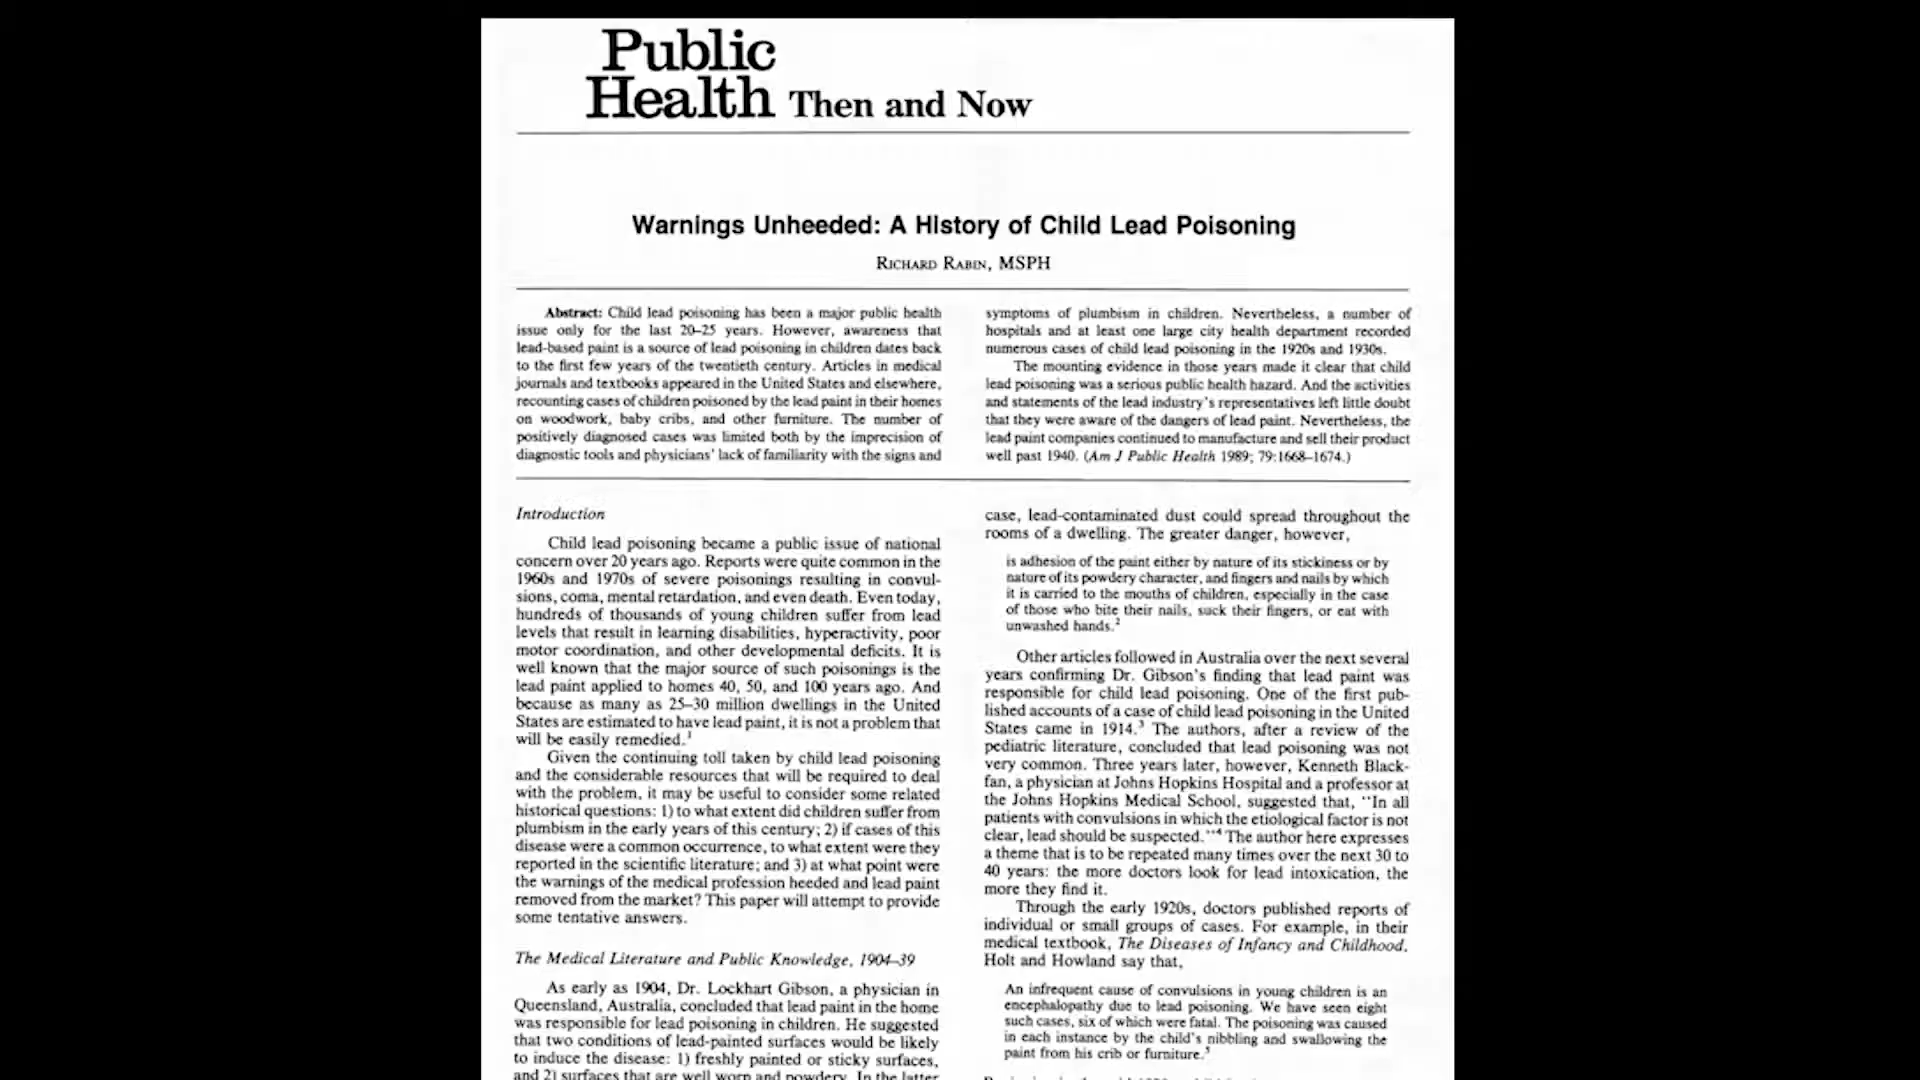 Public
Health Then and Now
Warnings Unheeded: A History of Child Lead Poisoning
RICHARD RABIN, MSPH
Abstract: Child lead poisoning has been a major public health
issue only for the last 20–25 years. However, awareness that
lead-based paint is a source of lead poisoning in children dates back
to the first few years of the twentieth century. Articles in medical
journals and textbooks appeared in the United States and elsewhere,
recounting cases of children poisoned by the lead paint in their homes
on woodwork, baby cribs, and other furniture. The number of
positively diagnosed cases was limited both by the imprecision of
diagnostic tools and physicians' lack of familiarity with the signs and
symptoms of plumbism in children. Nevertheless, a number of
hospitals and at least one large city health department recorded
numerous cases of child lead poisoning in the 1920s and 1930s.
The mounting evidence in those years made it clear that child
lead poisoning was a serious public health hazard. And the activities
and statements of the lead industry's representatives left little doubt
that they were aware of the dangers of lead paint. Nevertheless, the
lead paint companies continued to manufacture and sell their product
well past 1940. (Am J Public Health 1989; 79:1668–1674.)
Introduction
Child lead poisoning became a public issue of national
concern over 20 years ago. Reports were quite common in the
1960s and 1970s of severe poisonings resulting in convul-
sions, coma, mental retardation, and even death. Even today,
hundreds of thousands of young children suffer from lead
levels that result in learning disabilities, hyperactivity, poor
motor coordination, and other developmental deficits. It is
well known that the major source of such poisonings is the
lead paint applied to homes 40, 50, and 100 years ago. And
because as many as 25–30 million dwellings in the United
States are estimated to have lead paint, it is not a problem that
will be easily remedied.1
Given the continuing toll taken by child lead poisoning
and the considerable resources that will be required to deal
with the problem, it may be useful to consider some related
historical questions: 1) to what extent did children suffer from
plumbism in the early years of this century; 2) if cases of this
disease were a common occurrence, to what extent were they
reported in the scientific literature; and 3) at what point were
the warnings of the medical profession heeded and lead paint
removed from the market? This paper will attempt to provide
some tentative answers.
The Medical Literature and Public Knowledge, 1904–39
As early as 1904, Dr. Lockhart Gibson, a physician in
Queensland, Australia, concluded that lead paint in the home
was responsible for lead poisoning in children. He suggested
that two conditions of lead-painted surfaces would be likely
to induce the disease: 1) freshly painted or sticky surfaces,
and 2) surfaces that are well worn and powdery. In the latter
case, lead-contaminated dust could spread throughout the
rooms of a dwelling. The greater danger, however,
is adhesion of the paint either by nature of its stickiness or by
nature of its powdery character, and fingers and nails by which
it is carried to the mouths of children, especially in the case
of those who bite their nails, suck their fingers, or eat with
unwashed hands.2
Other articles followed in Australia over the next several
years confirming Dr. Gibson's finding that lead paint was
responsible for child lead poisoning. One of the first pub-
lished accounts of a case of child lead poisoning in the United
States came in 1914.3 The authors, after a review of the
pediatric literature, concluded that lead poisoning was not
very common. Three years later, however, Kenneth Black-
fan, a physician at Johns Hopkins Hospital and a professor at
the Johns Hopkins Medical School, suggested that, "In all
patients with convulsions in which the etiological factor is not
clear, lead should be suspected."4 The author here expresses
a theme that is to be repeated many times over the next 30 to
40 years: the more doctors look for lead intoxication, the
more they find it.
Through the early 1920s, doctors published reports of
individual or small groups of cases. For example, in their
medical textbook, The Diseases of Infancy and Childhood,
Holt and Howland say that,
An infrequent cause of convulsions in young children is an
encephalopathy due to lead poisoning. We have seen eight
such cases, six of which were fatal. The poisoning was caused
in each instance by the child's nibbling and swallowing the
paint from his crib or furniture.5